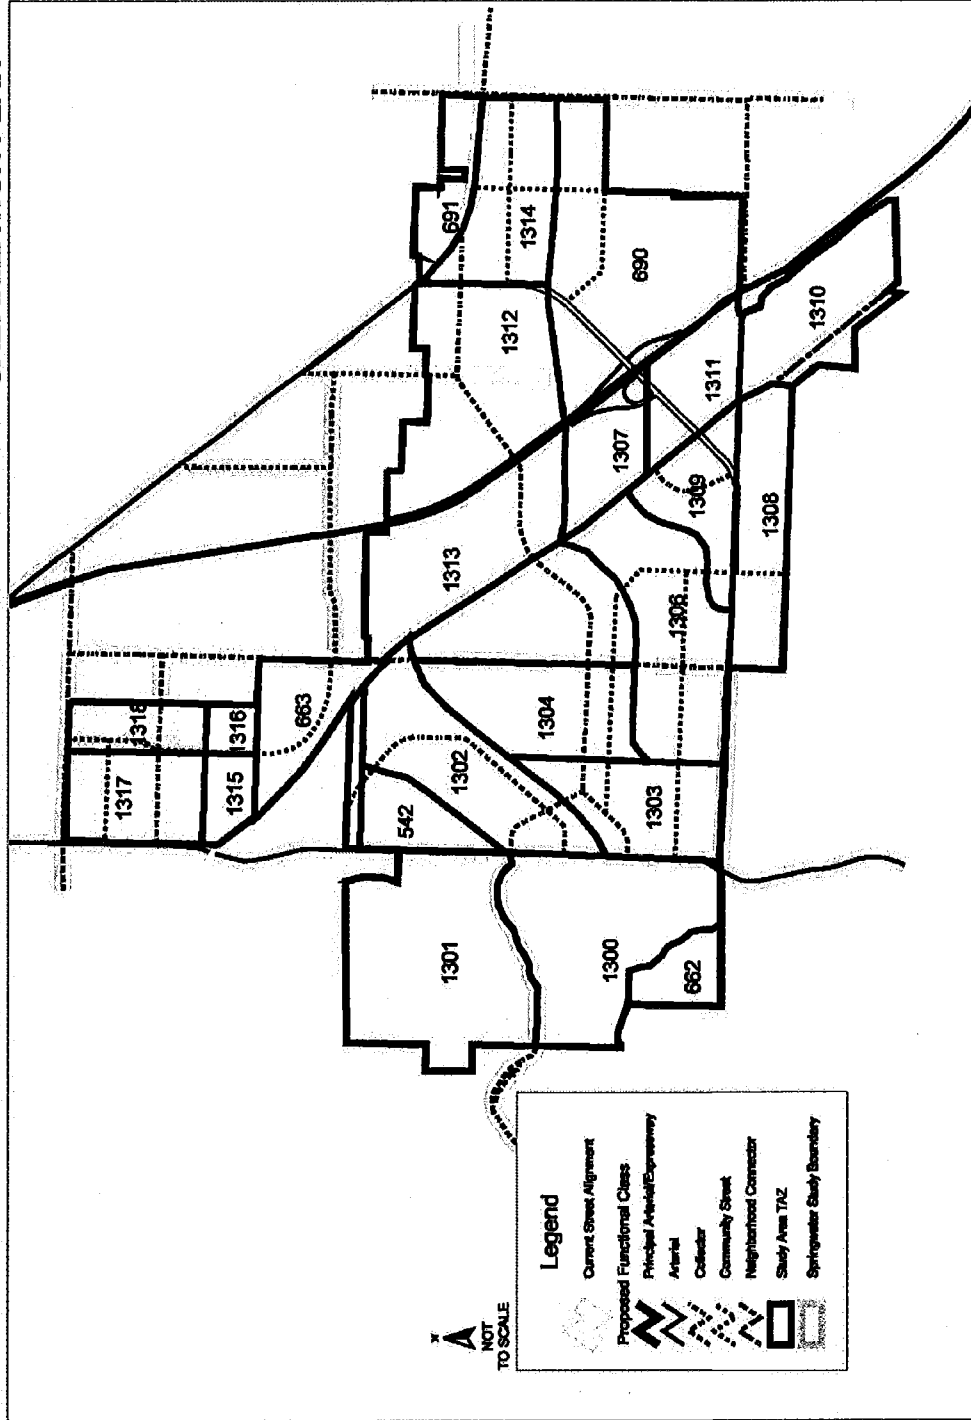 691
1314
1312
690
1310
1311
1307
1309
1308
1313
1306
1318
1316
663
1304
1317
1315
1302
542
1303
1301
1300
662
N
NOT
TO SCALE
Legend
Current Street Alignment
Proposed Functional Class
Principal Arterial/Expressway
Arterial
Collector
Community Street
Neighborhood Connector
Study Area TAZ
Springwater Study Boundary